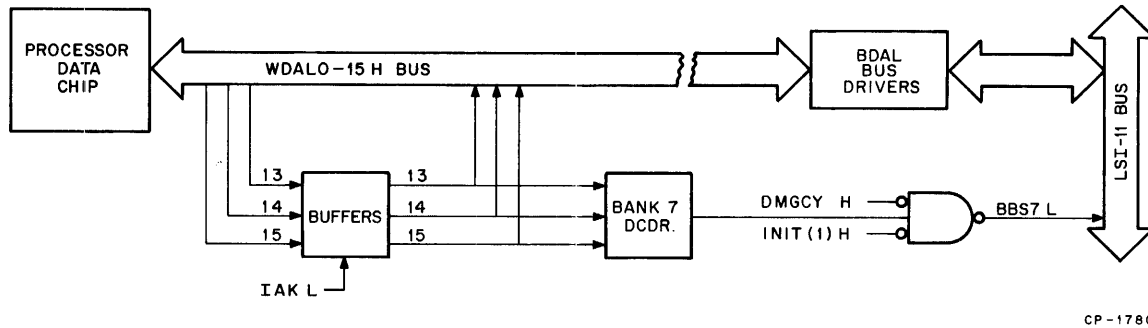 PROCESSOR
DATA
CHIP
WDALO-15 H BUS
BDAL
BUS
DRIVERS
LSI-11 BUS
13
14
15
BUFFERS
13
14
15
BANK 7
DCDR.
DMGCY H
INIT (1) H
BBS7 L
IAK L